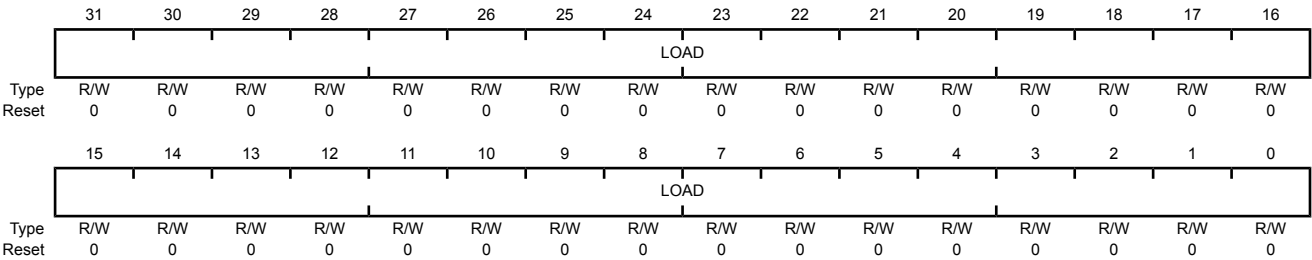 31 30 29 28 27 26 25 24 23 22 21 20 19 18 17 16
LOAD
Type R/W R/W R/W R/W R/W R/W R/W R/W R/W R/W R/W R/W R/W R/W R/W R/W
Reset 0 0 0 0 0 0 0 0 0 0 0 0 0 0 0 0
15 14 13 12 11 10 9 8 7 6 5 4 3 2 1 0
LOAD
Type R/W R/W R/W R/W R/W R/W R/W R/W R/W R/W R/W R/W R/W R/W R/W R/W
Reset 0 0 0 0 0 0 0 0 0 0 0 0 0 0 0 0